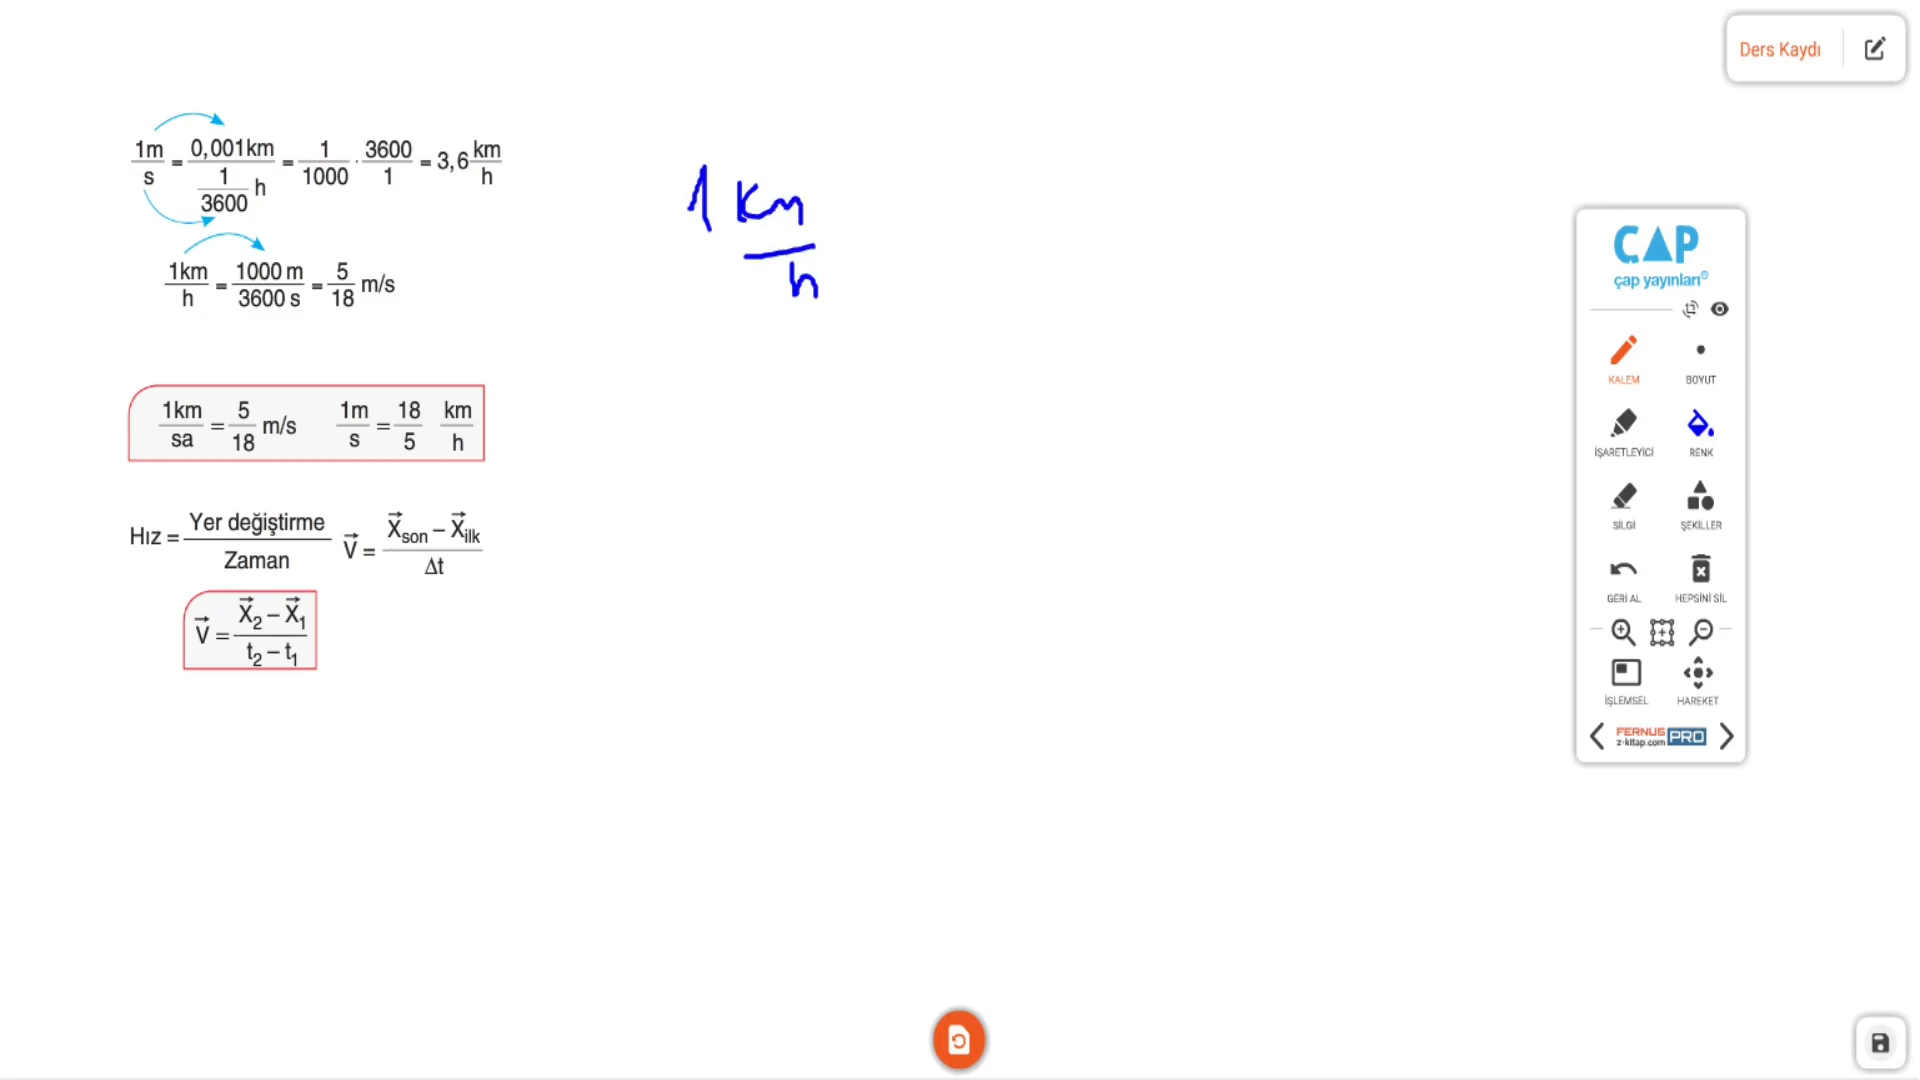 Ders Kaydı
1m/s = 0,001km / (1/3600) h = 1/1000 · 3600/1 = 3,6 km/h
1km/h = 1000 m/3600 s = 5/18 m/s
1km/sa = 5/18 m/s 1m/s = 18/5 km/h
Hız = Yer değiştirme/Zaman V⃗ = (X⃗son – X⃗ilk)/Δt
V⃗ = (X⃗₂ – X⃗₁)/(t₂ – t₁)
1 km/h
ÇAP
çap yayınları®
KALEM BOYUT
İŞARETLEYİCİ RENK
SİLGİ ŞEKİLLER
GERİ AL HEPSİNİ SİL
İŞLEMSEL HAREKET
FERNUS
z-kitap.com PRO